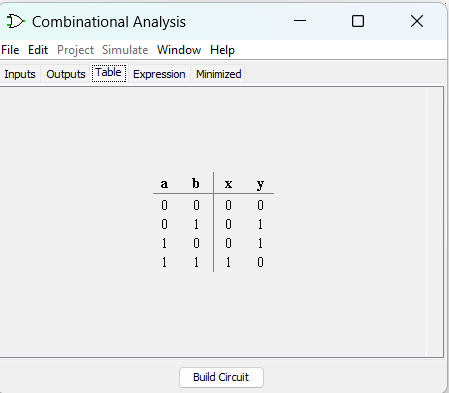 Combinational Analysis
File Edit Project Simulate Window Help
Inputs Outputs Table Expression Minimized
a b x y
0 0 0 0
0 1 0 1
1 0 0 1
1 1 1 0
Build Circuit